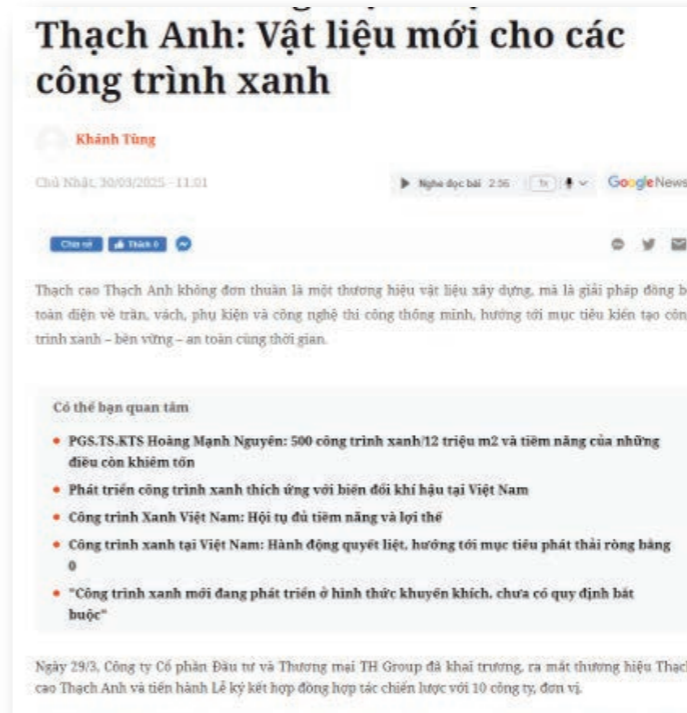 Thạch Anh: Vật liệu mới cho các
công trình xanh
Khánh Tùng
Chủ Nhật, 30/03/2025 - 11:01
Nghe đọc bài 2:56 1x
Google News
Chia sẻ Thích 0
Thạch cao Thạch Anh không đơn thuần là một thương hiệu vật liệu xây dựng, mà là giải pháp đồng b
toàn diện về trần, vách, phụ kiện và công nghệ thi công thông minh, hướng tới mục tiêu kiến tạo côn
trình xanh – bền vững – an toàn cùng thời gian.
Có thể bạn quan tâm
PGS.TS.KTS Hoàng Mạnh Nguyên: 500 công trình xanh/12 triệu m2 và tiềm năng của những
điều còn khiêm tốn
Phát triển công trình xanh thích ứng với biến đổi khí hậu tại Việt Nam
Công trình Xanh Việt Nam: Hội tụ đủ tiềm năng và lợi thế
Công trình xanh tại Việt Nam: Hành động quyết liệt, hướng tới mục tiêu phát thải ròng bằng
0
"Công trình xanh mới đang phát triển ở hình thức khuyến khích, chưa có quy định bắt
buộc"
Ngày 29/3, Công ty Cổ phần Đầu tư và Thương mại TH Group đã khai trương, ra mắt thương hiệu Thạch
cao Thạch Anh và tiến hành Lễ ký kết hợp đồng hợp tác chiến lược với 10 công ty, đơn vị.